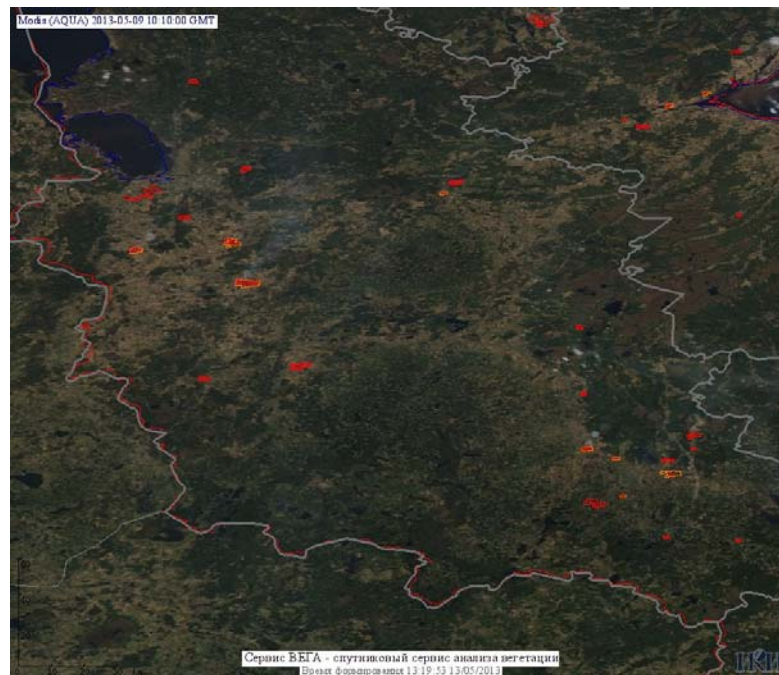 Modis (AQUA) 2013-05-09 10:10:00 GMT
Сервис ВЕГА - спутниковый сервис анализа вегетации
Время формирования 13:19:53 13/05/2013
ИКИ